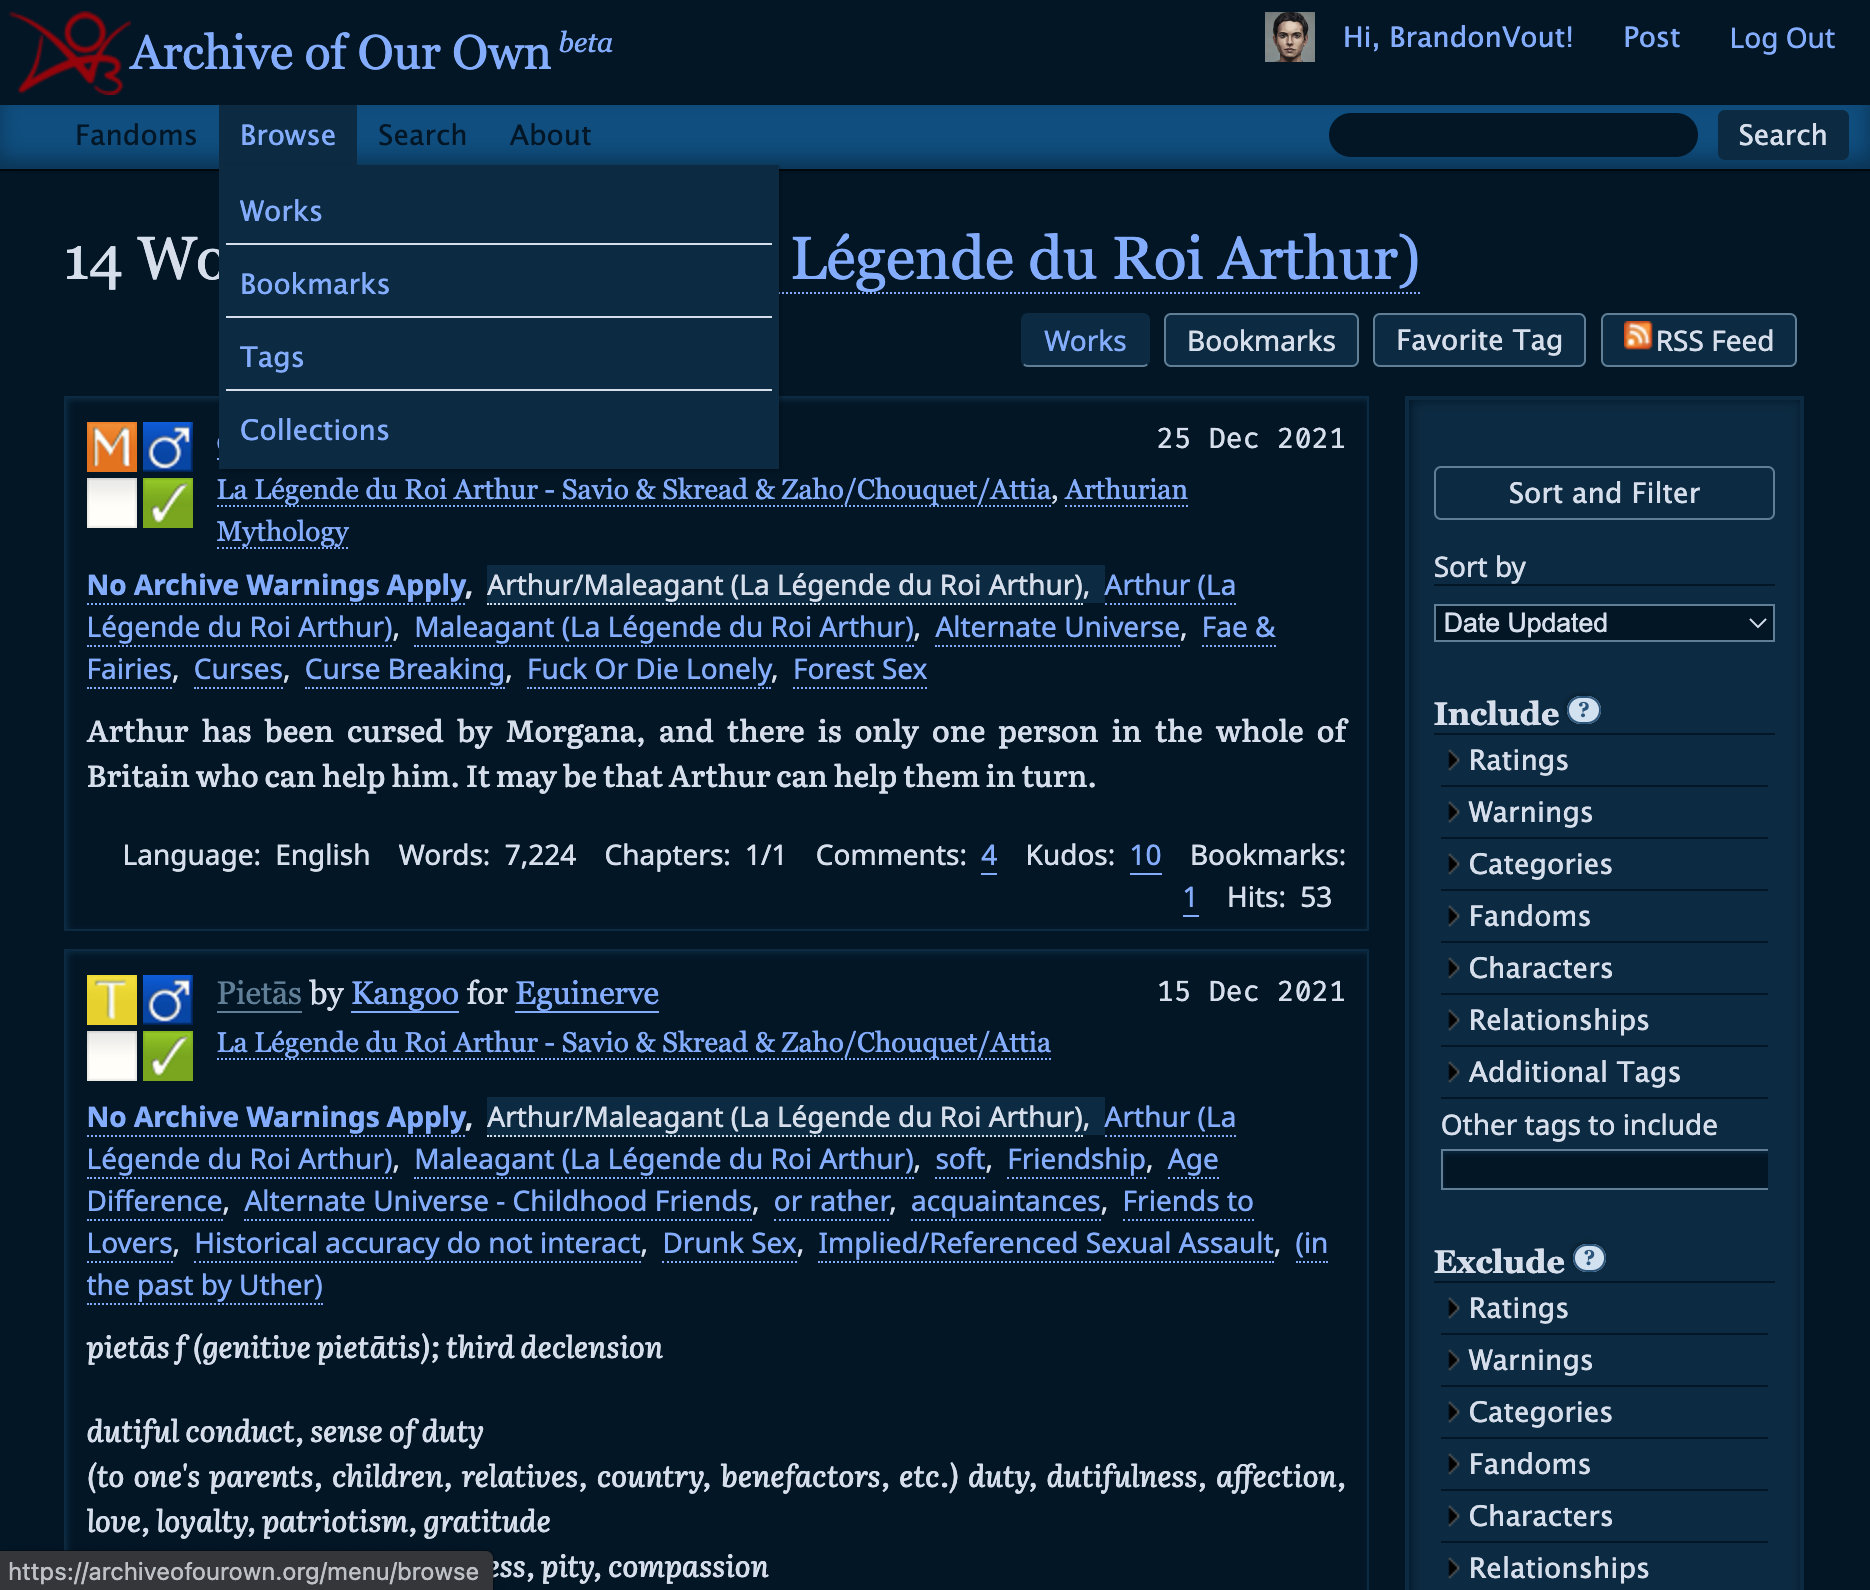 Archive of Our Own beta
Hi, BrandonVout! Post Log Out
Fandoms Browse Search About Search
Works
Bookmarks
Tags
Collections
14 Wo Légende du Roi Arthur)
Works Bookmarks Favorite Tag RSS Feed
25 Dec 2021
La Légende du Roi Arthur - Savio & Skread & Zaho/Chouquet/Attia, Arthurian
Mythology
No Archive Warnings Apply, Arthur/Maleagant (La Légende du Roi Arthur), Arthur (La
Légende du Roi Arthur), Maleagant (La Légende du Roi Arthur), Alternate Universe, Fae &
Fairies, Curses, Curse Breaking, Fuck Or Die Lonely, Forest Sex
Arthur has been cursed by Morgana, and there is only one person in the whole of
Britain who can help him. It may be that Arthur can help them in turn.
Language: English Words: 7,224 Chapters: 1/1 Comments: 4 Kudos: 10 Bookmarks:
1 Hits: 53
Pietās by Kangoo for Eguinerve
15 Dec 2021
La Légende du Roi Arthur - Savio & Skread & Zaho/Chouquet/Attia
No Archive Warnings Apply, Arthur/Maleagant (La Légende du Roi Arthur), Arthur (La
Légende du Roi Arthur), Maleagant (La Légende du Roi Arthur), soft, Friendship, Age
Difference, Alternate Universe - Childhood Friends, or rather, acquaintances, Friends to
Lovers, Historical accuracy do not interact, Drunk Sex, Implied/Referenced Sexual Assault, (in
the past by Uther)
pietās f (genitive pietātis); third declension
dutiful conduct, sense of duty
(to one's parents, children, relatives, country, benefactors, etc.) duty, dutifulness, affection,
love, loyalty, patriotism, gratitude
ess, pity, compassion
https://archiveofourown.org/menu/browse
Sort and Filter
Sort by
Date Updated
Include ?
Ratings
Warnings
Categories
Fandoms
Characters
Relationships
Additional Tags
Other tags to include
Exclude ?
Ratings
Warnings
Categories
Fandoms
Characters
Relationships